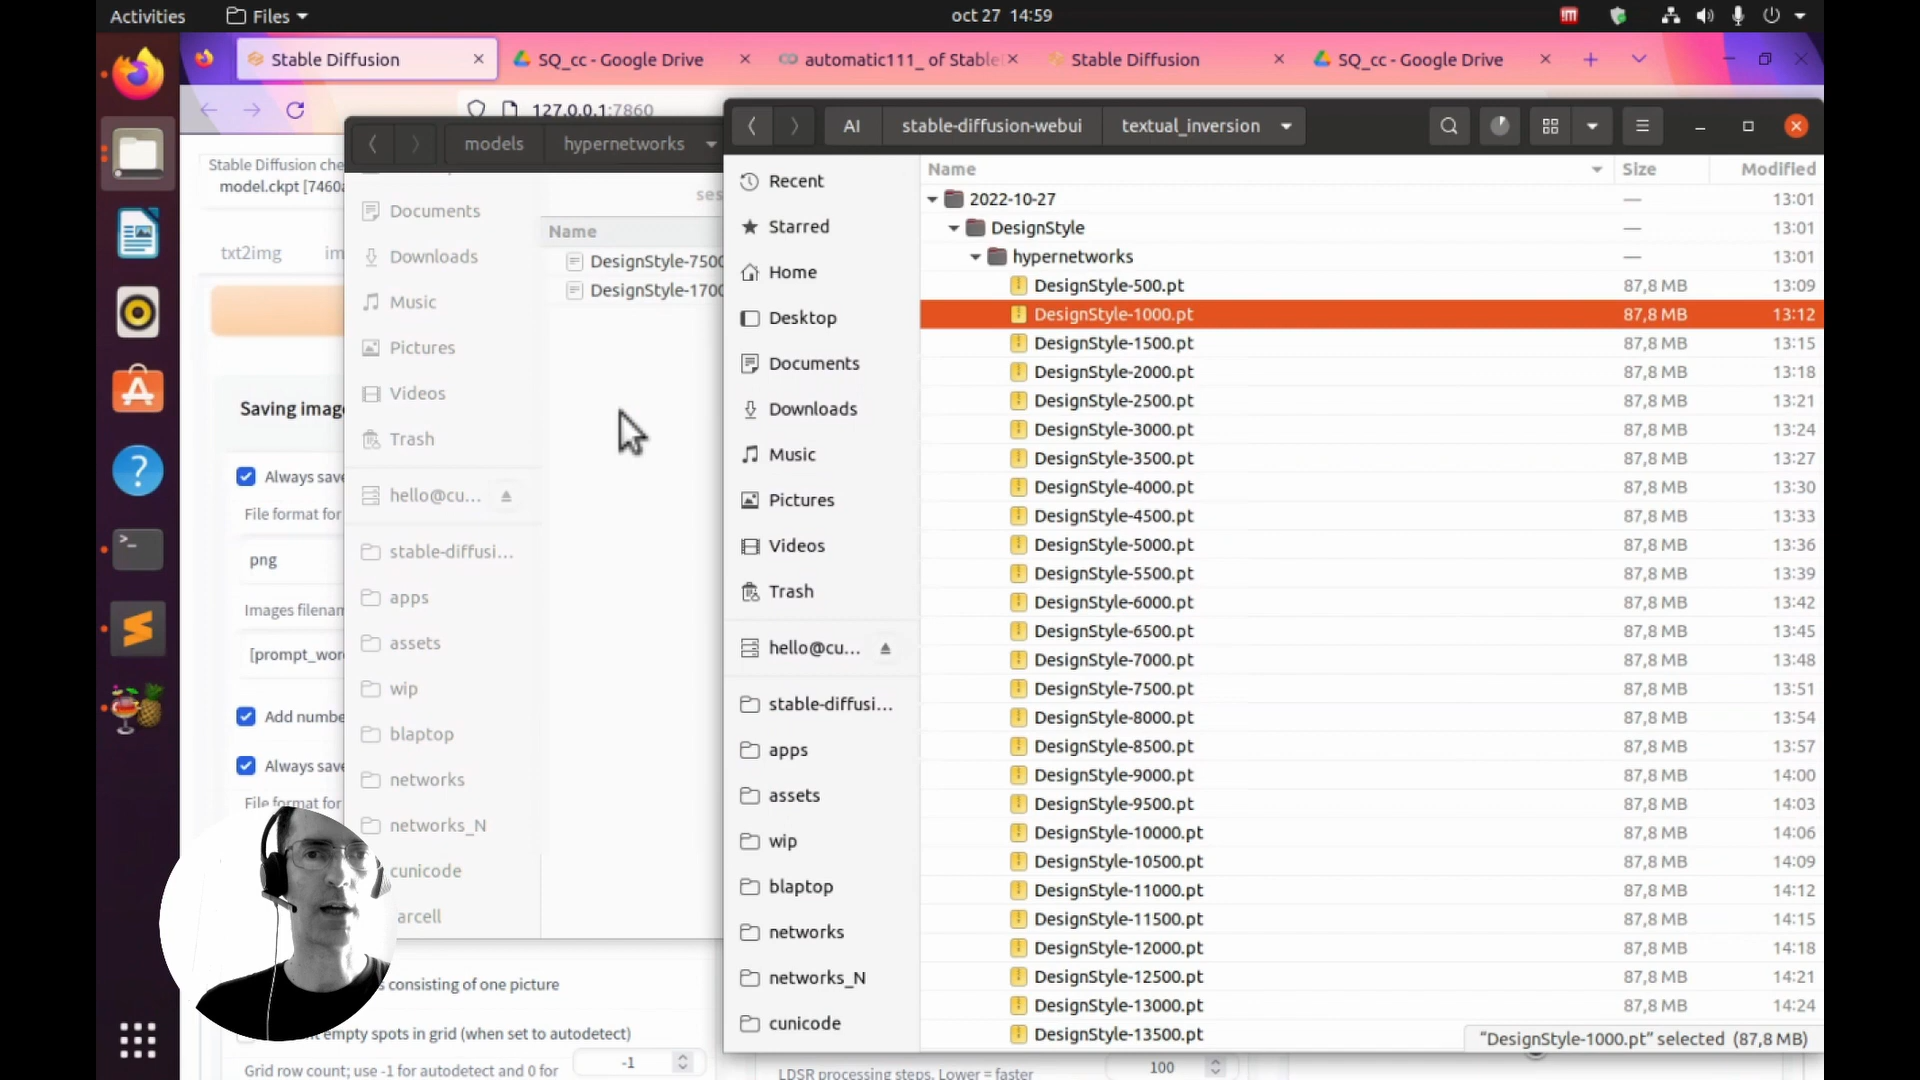 Activities
Files
oct 27 14:59
Stable Diffusion
SQ_cc - Google Drive
automatic111_ of Stable
Stable Diffusion
SQ_cc - Google Drive
127.0.0.1:7860
Stable Diffusion che
model.ckpt [7460a
txt2img
im
Saving imag
Always save
File format for
png
Images filenam
[prompt_wor
Add numbe
Always save
File format for
s consisting of one picture
empty spots in grid (when set to autodetect)
Grid row count; use -1 for autodetect and 0 for
-1
LDSR processing steps. Lower = faster
100
models
hypernetworks
Documents
Downloads
Music
Pictures
Videos
Trash
hello@cu...
stable-diffusi...
apps
assets
wip
blaptop
networks
networks_N
cunicode
arcell
ses
Name
DesignStyle-7500
DesignStyle-1700
AI
stable-diffusion-webui
textual_inversion
Recent
Starred
Home
Desktop
Documents
Downloads
Music
Pictures
Videos
Trash
hello@cu...
stable-diffusi...
apps
assets
wip
blaptop
networks
networks_N
cunicode
Name Size Modified
2022-10-27 — 13:01
DesignStyle — 13:01
hypernetworks — 13:01
DesignStyle-500.pt 87,8 MB 13:09
DesignStyle-1000.pt 87,8 MB 13:12
DesignStyle-1500.pt 87,8 MB 13:15
DesignStyle-2000.pt 87,8 MB 13:18
DesignStyle-2500.pt 87,8 MB 13:21
DesignStyle-3000.pt 87,8 MB 13:24
DesignStyle-3500.pt 87,8 MB 13:27
DesignStyle-4000.pt 87,8 MB 13:30
DesignStyle-4500.pt 87,8 MB 13:33
DesignStyle-5000.pt 87,8 MB 13:36
DesignStyle-5500.pt 87,8 MB 13:39
DesignStyle-6000.pt 87,8 MB 13:42
DesignStyle-6500.pt 87,8 MB 13:45
DesignStyle-7000.pt 87,8 MB 13:48
DesignStyle-7500.pt 87,8 MB 13:51
DesignStyle-8000.pt 87,8 MB 13:54
DesignStyle-8500.pt 87,8 MB 13:57
DesignStyle-9000.pt 87,8 MB 14:00
DesignStyle-9500.pt 87,8 MB 14:03
DesignStyle-10000.pt 87,8 MB 14:06
DesignStyle-10500.pt 87,8 MB 14:09
DesignStyle-11000.pt 87,8 MB 14:12
DesignStyle-11500.pt 87,8 MB 14:15
DesignStyle-12000.pt 87,8 MB 14:18
DesignStyle-12500.pt 87,8 MB 14:21
DesignStyle-13000.pt 87,8 MB 14:24
DesignStyle-13500.pt
"DesignStyle-1000.pt" selected (87,8 MB)